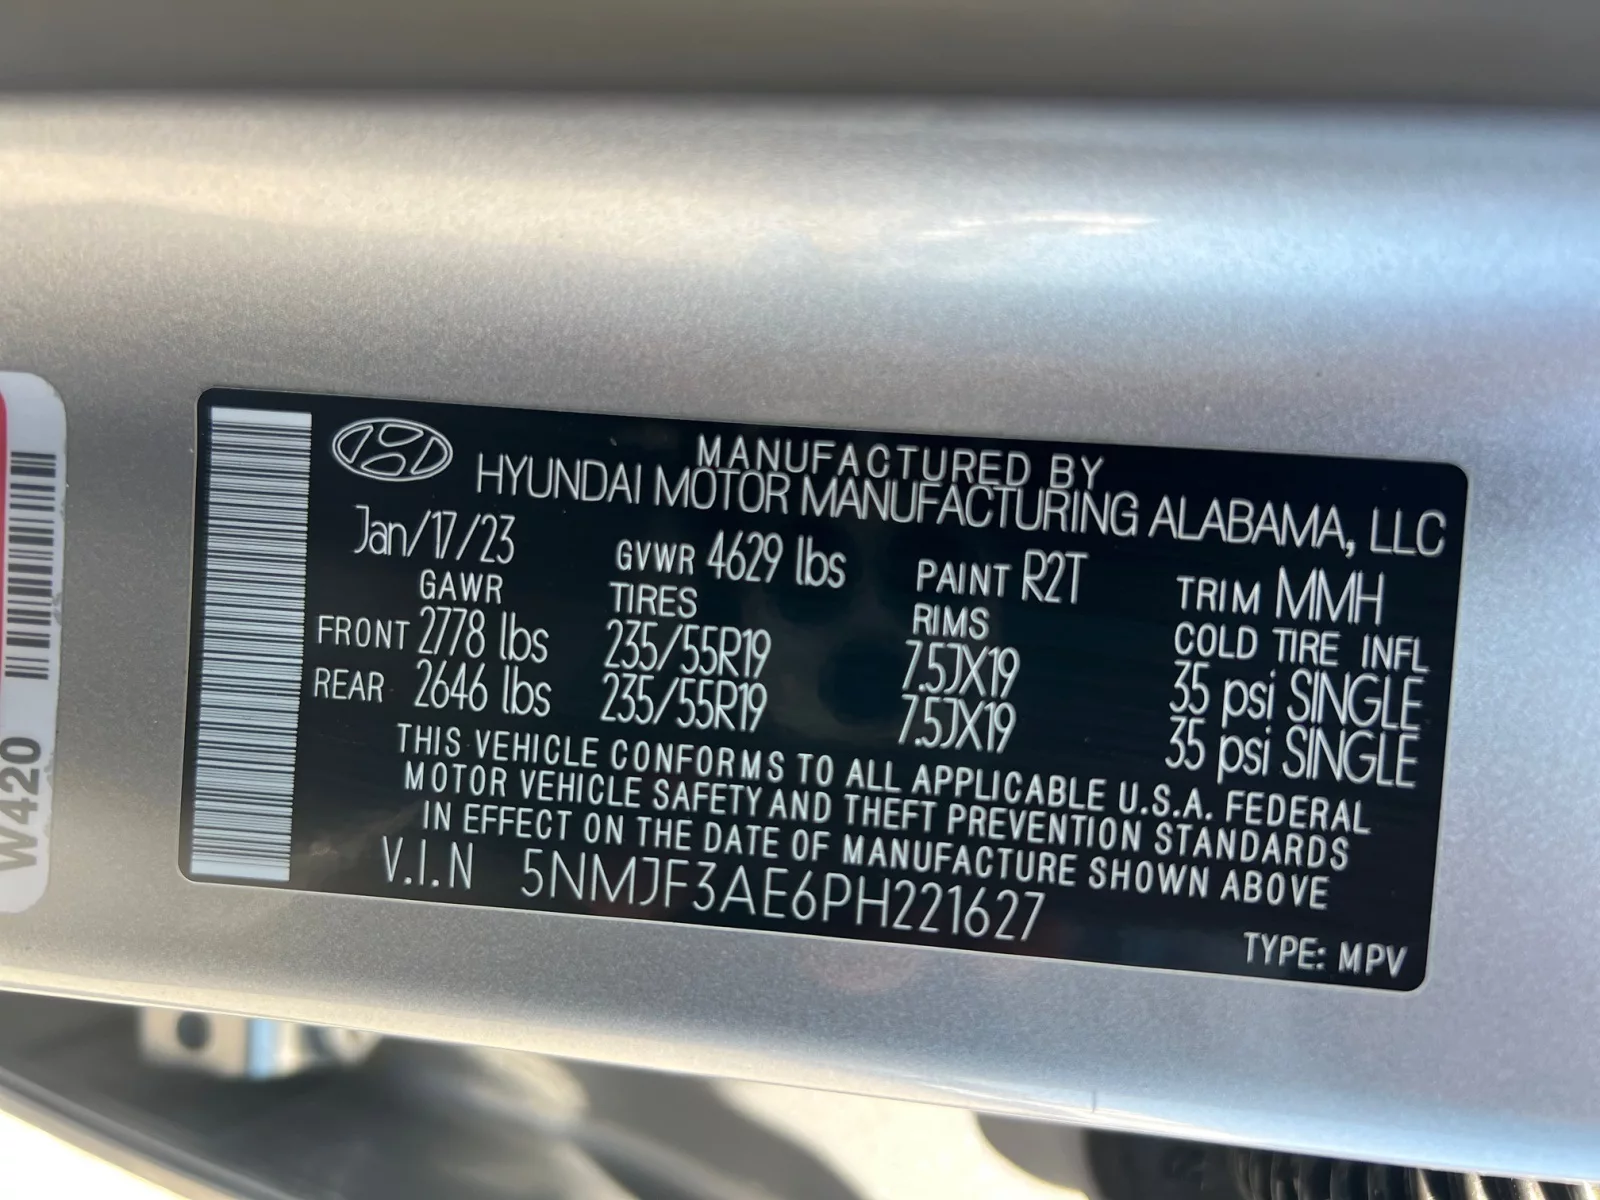 MANUFACTURED BY
HYUNDAI MOTOR MANUFACTURING ALABAMA, LLC
Jan/17/23 GVWR 4629 lbs PAINT R2T TRIM MMH
GAWR TIRES RIMS COLD TIRE INFL
FRONT 2778 lbs 235/55R19 7.5JX19 35 psi SINGLE
REAR 2646 lbs 235/55R19 7.5JX19 35 psi SINGLE
THIS VEHICLE CONFORMS TO ALL APPLICABLE U.S.A. FEDERAL
MOTOR VEHICLE SAFETY AND THEFT PREVENTION STANDARDS
IN EFFECT ON THE DATE OF MANUFACTURE SHOWN ABOVE
V.I.N 5NMJF3AE6PH221627
TYPE: MPV
W420